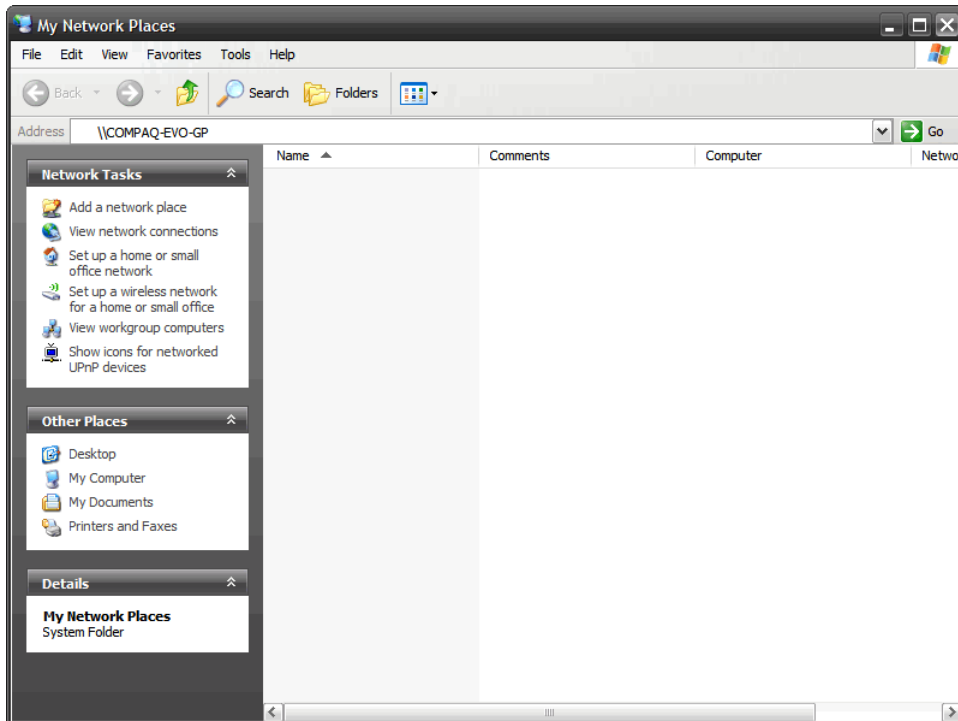 My Network Places
File Edit View Favorites Tools Help
Back Search Folders
Address \\COMPAQ-EVO-GP Go
Name Comments Computer Netwo
Network Tasks
Add a network place
View network connections
Set up a home or small
office network
Set up a wireless network
for a home or small office
View workgroup computers
Show icons for networked
UPnP devices
Other Places
Desktop
My Computer
My Documents
Printers and Faxes
Details
My Network Places
System Folder